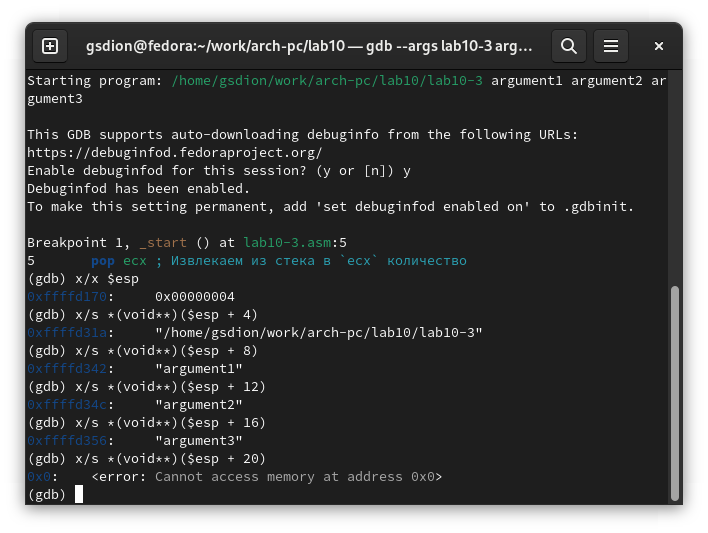 gsdion@fedora:~/work/arch-pc/lab10 — gdb --args lab10-3 arg...
Starting program: /home/gsdion/work/arch-pc/lab10/lab10-3 argument1 argument2 ar
gument3
This GDB supports auto-downloading debuginfo from the following URLs:
https://debuginfod.fedoraproject.org/
Enable debuginfod for this session? (y or [n]) y
Debuginfod has been enabled.
To make this setting permanent, add 'set debuginfod enabled on' to .gdbinit.
Breakpoint 1, _start () at lab10-3.asm:5
5       pop ecx ; Извлекаем из стека в `ecx` количество
(gdb) x/x $esp
0xffffd170:     0x00000004
(gdb) x/s *(void**)($esp + 4)
0xffffd31a:     "/home/gsdion/work/arch-pc/lab10/lab10-3"
(gdb) x/s *(void**)($esp + 8)
0xffffd342:     "argument1"
(gdb) x/s *(void**)($esp + 12)
0xffffd34c:     "argument2"
(gdb) x/s *(void**)($esp + 16)
0xffffd356:     "argument3"
(gdb) x/s *(void**)($esp + 20)
0x0:    <error: Cannot access memory at address 0x0>
(gdb)